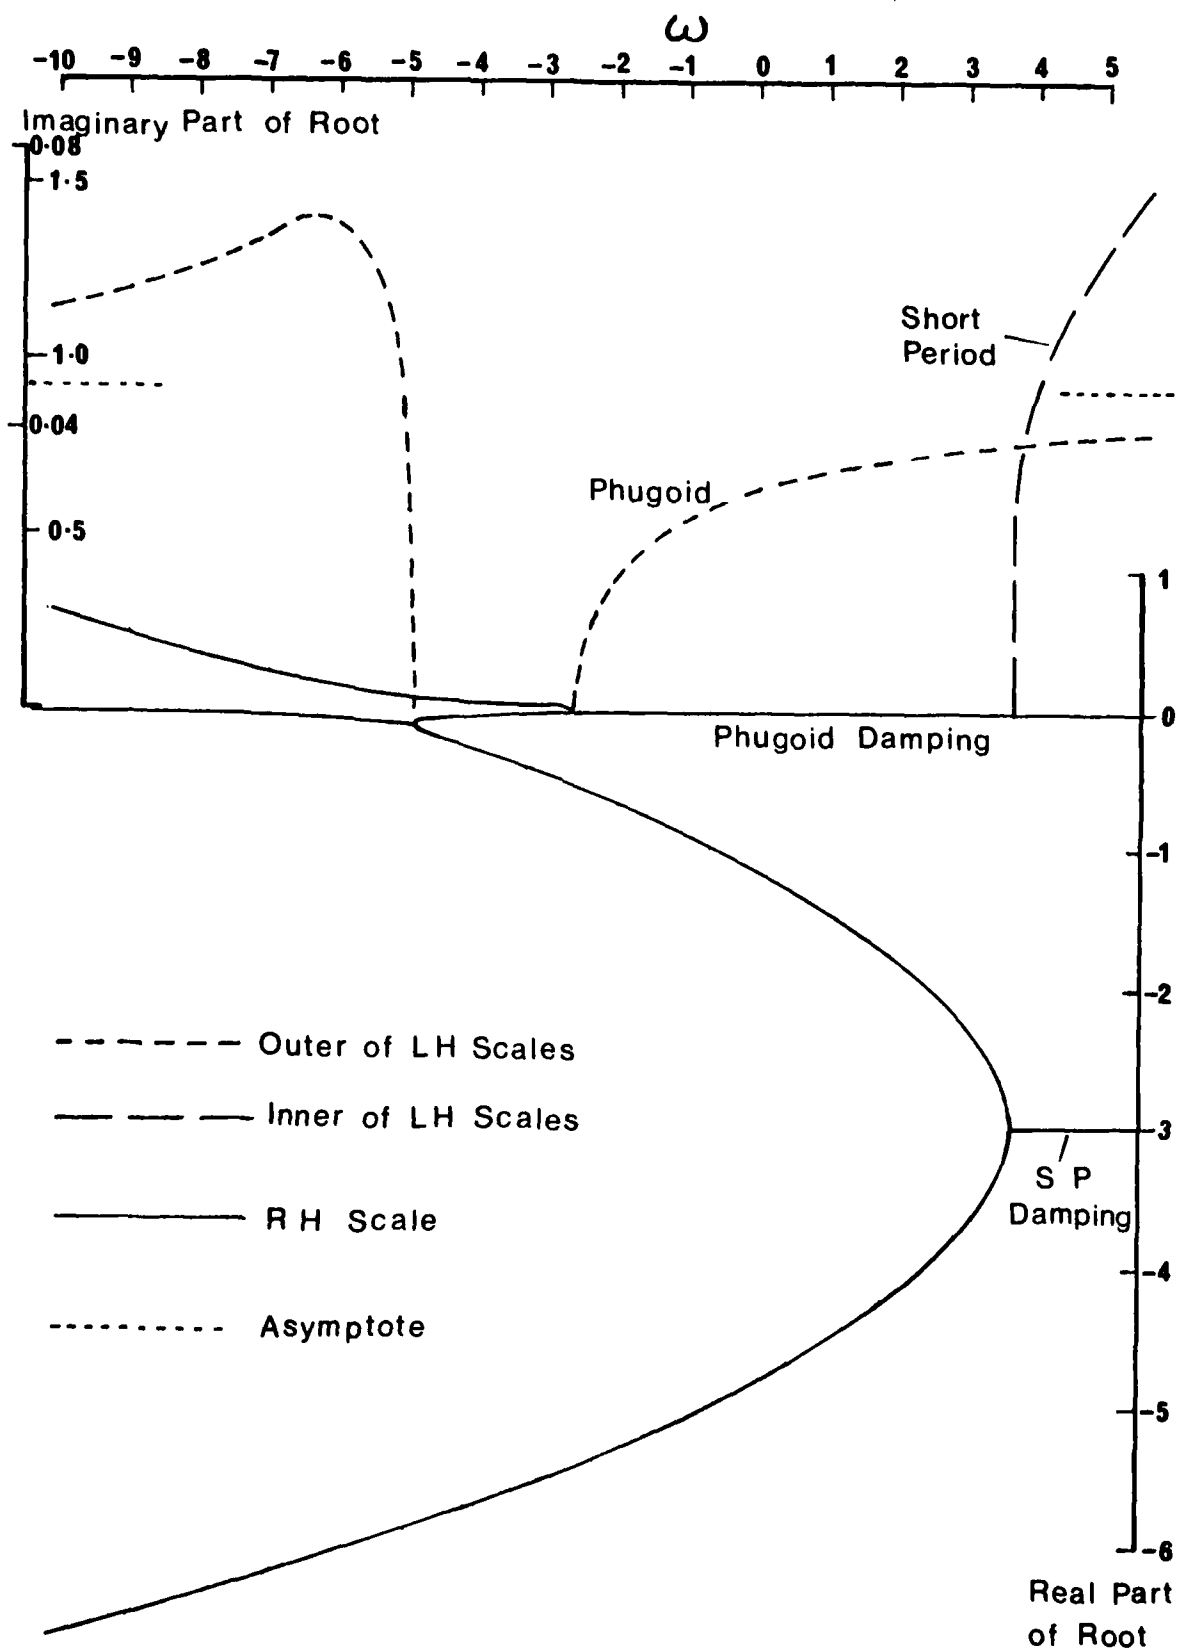 ω
-10 -9 -8 -7 -6 -5 -4 -3 -2 -1 0 1 2 3 4 5
Imaginary Part of Root
0·08
1·5
Short
Period
1·0
0·04
Phugoid
0·5
1
0
Phugoid Damping
-1
-2
Outer of LH Scales
Inner of LH Scales
-3
S P
Damping
RH Scale
-4
Asymptote
-5
-6
Real Part
of Root